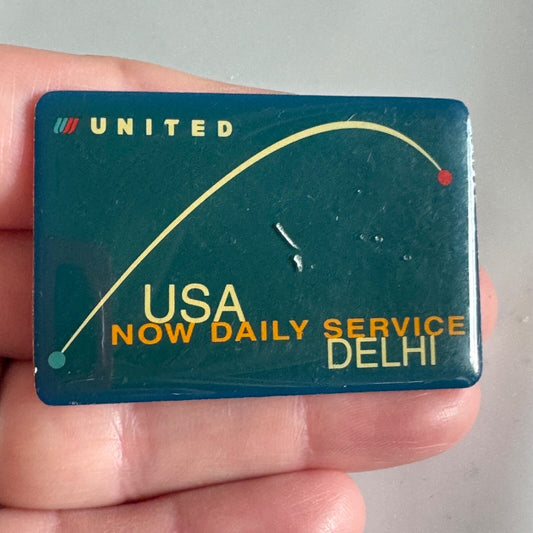 UNITED
USA
NOW DAILY SERVICE
DELHI